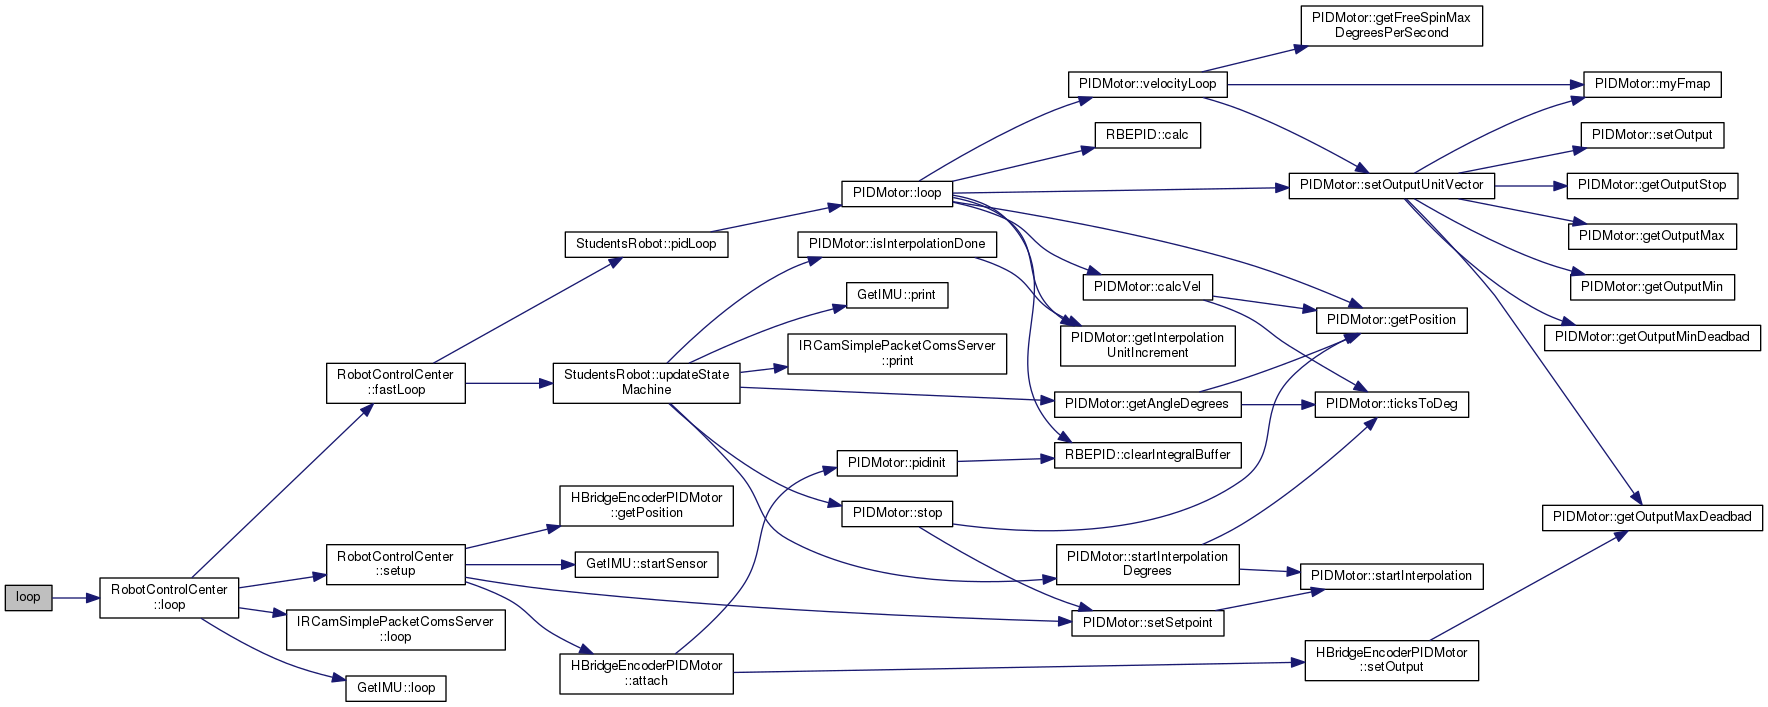 loop
RobotControlCenter
::loop
RobotControlCenter
::fastLoop
RobotControlCenter
::setup
IRCamSimplePacketComsServer
::loop
GetIMU::loop
StudentsRobot::pidLoop
StudentsRobot::updateState
Machine
HBridgeEncoderPIDMotor
::getPosition
GetIMU::startSensor
HBridgeEncoderPIDMotor
::attach
PIDMotor::loop
PIDMotor::isInterpolationDone
GetIMU::print
IRCamSimplePacketComsServer
::print
PIDMotor::pidinit
PIDMotor::stop
PIDMotor::velocityLoop
RBEPID::calc
PIDMotor::calcVel
PIDMotor::getInterpolation
UnitIncrement
PIDMotor::getAngleDegrees
RBEPID::clearIntegralBuffer
PIDMotor::startInterpolation
Degrees
PIDMotor::setSetpoint
PIDMotor::getFreeSpinMax
DegreesPerSecond
PIDMotor::setOutputUnitVector
PIDMotor::getPosition
PIDMotor::ticksToDeg
PIDMotor::startInterpolation
HBridgeEncoderPIDMotor
::setOutput
PIDMotor::myFmap
PIDMotor::setOutput
PIDMotor::getOutputStop
PIDMotor::getOutputMax
PIDMotor::getOutputMin
PIDMotor::getOutputMinDeadbad
PIDMotor::getOutputMaxDeadbad